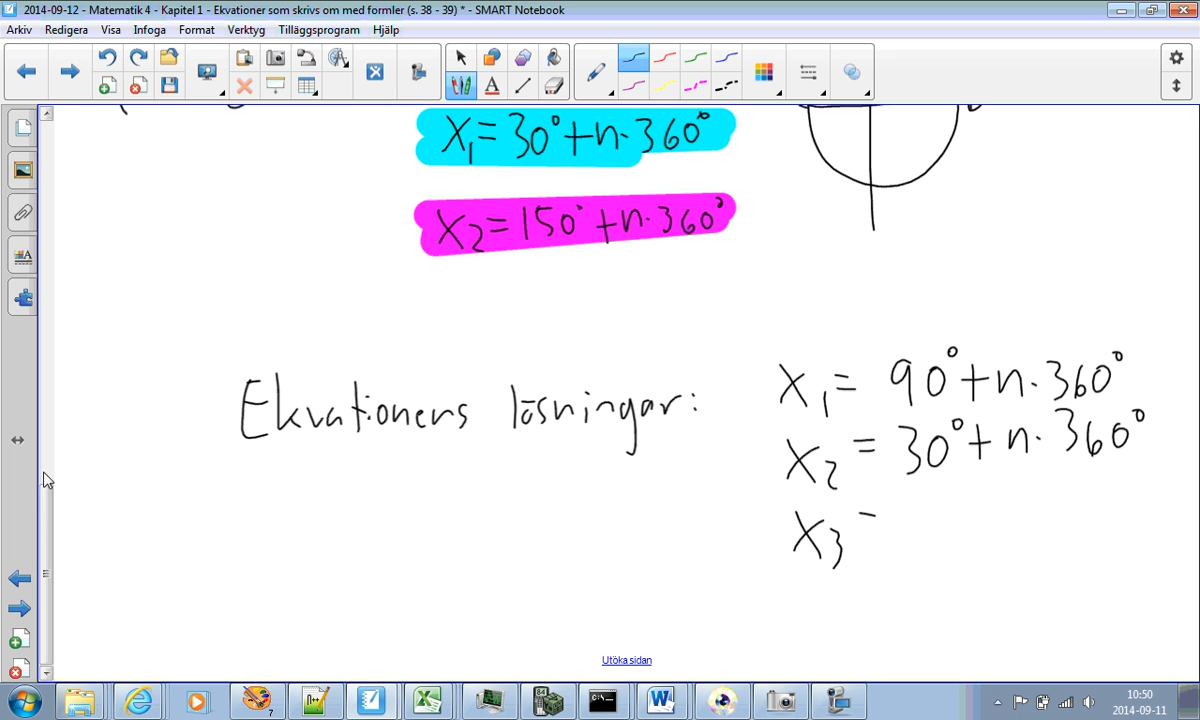 2014-09-12 - Matematik 4 - Kapitel 1 - Ekvationer som skrivs om med formler (s. 38 - 39) * - SMART Notebook
Arkiv Redigera Visa Infoga Format Verktyg Tilläggsprogram Hjälp
x₁ = 30° + n · 360°
x₂ = 150° + n · 360°
Ekvationens lösningar:
x₁ = 90° + n · 360°
x₂ = 30° + n · 360°
x₃ -
Utöka sidan
10:50
2014-09-11